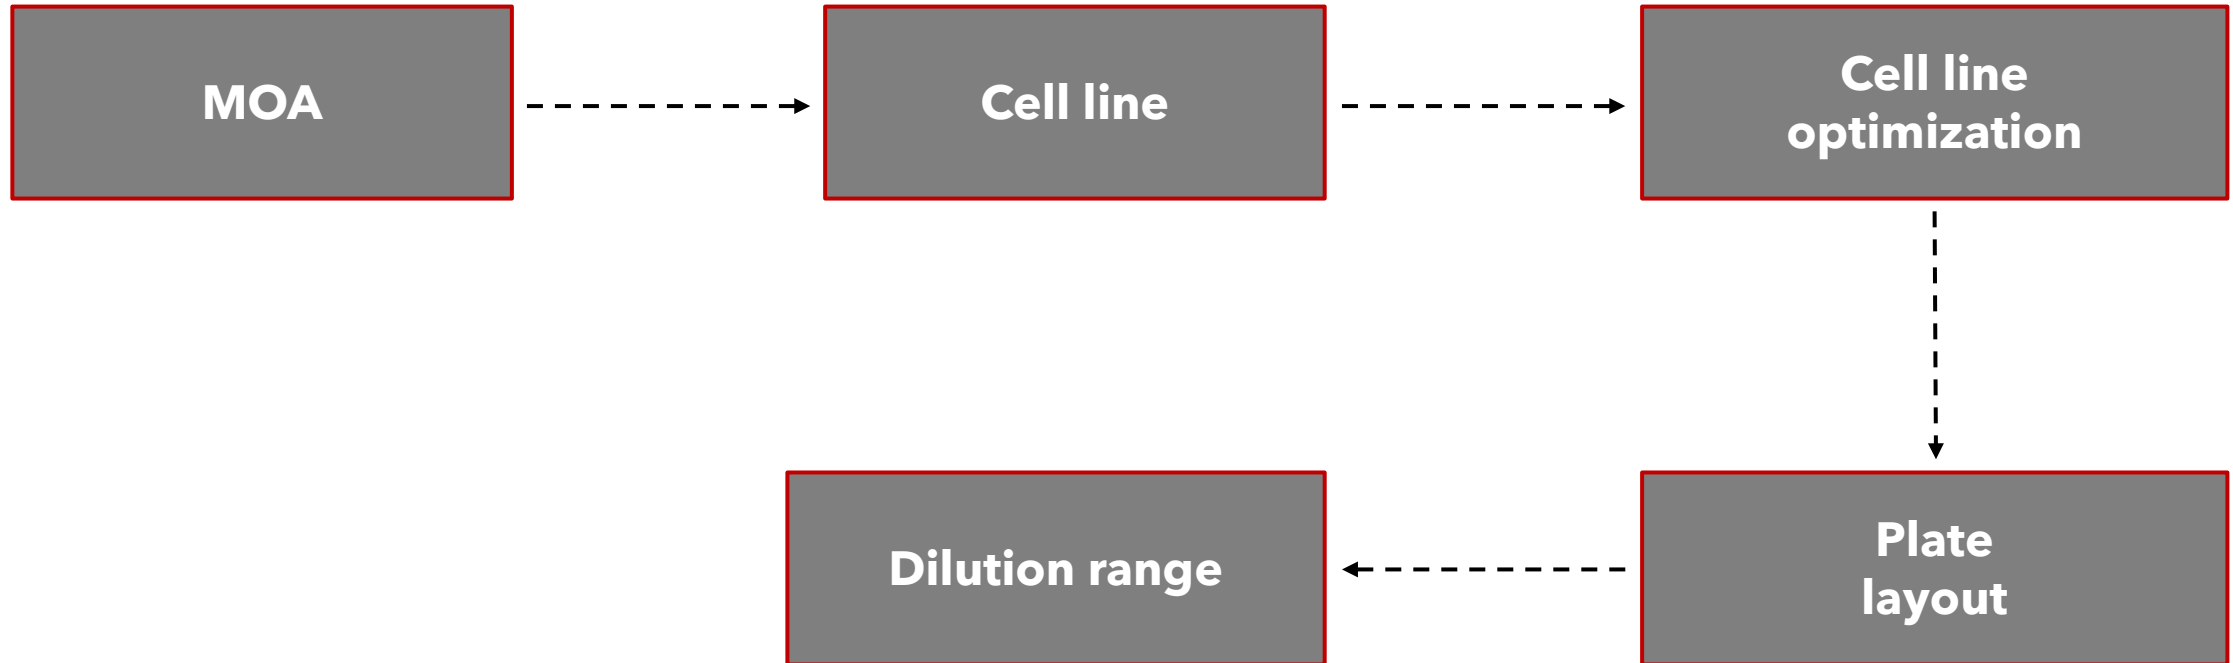 MOA
Cell line
Cell line
optimization
Plate
layout
Dilution range